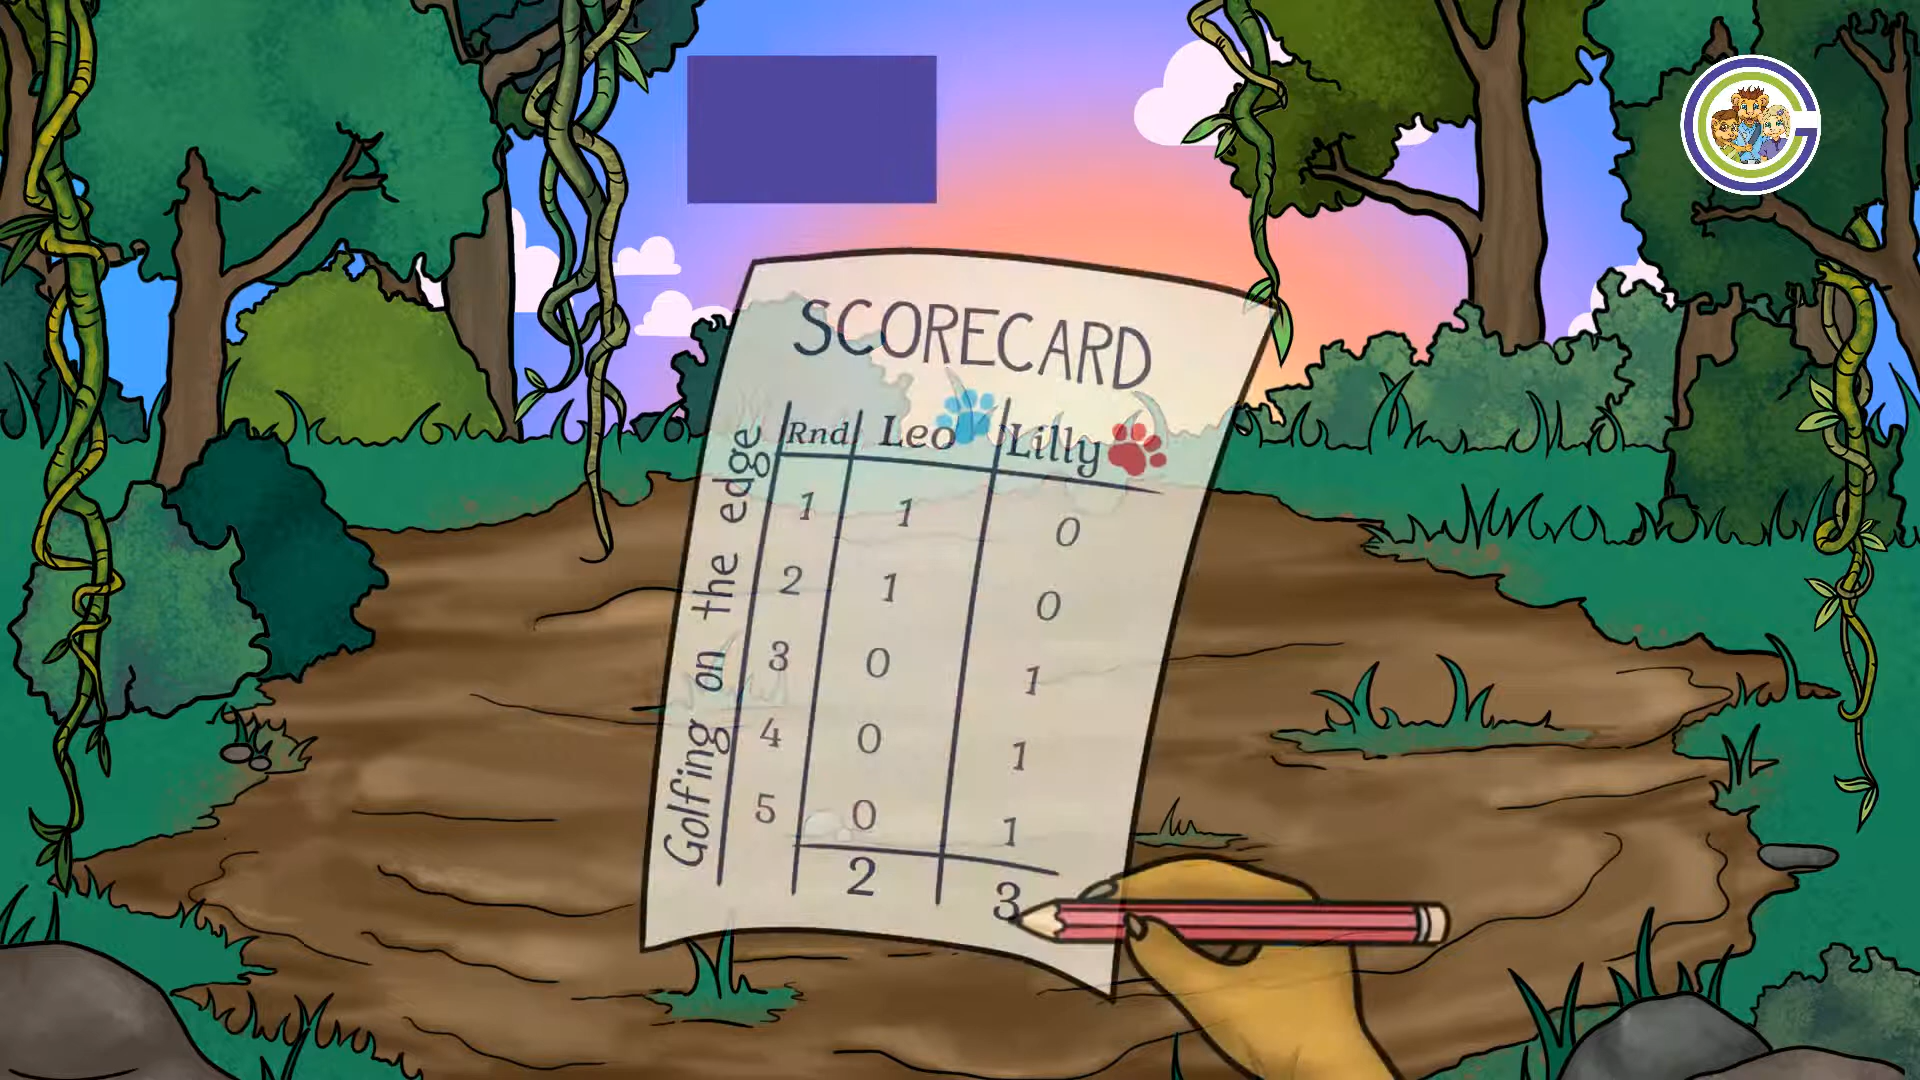 SCORECARD
Golfing on the edge
Rnd Leo Lilly
1 1 0
2 1 0
3 0 1
4 0 1
5 0 1
2 3